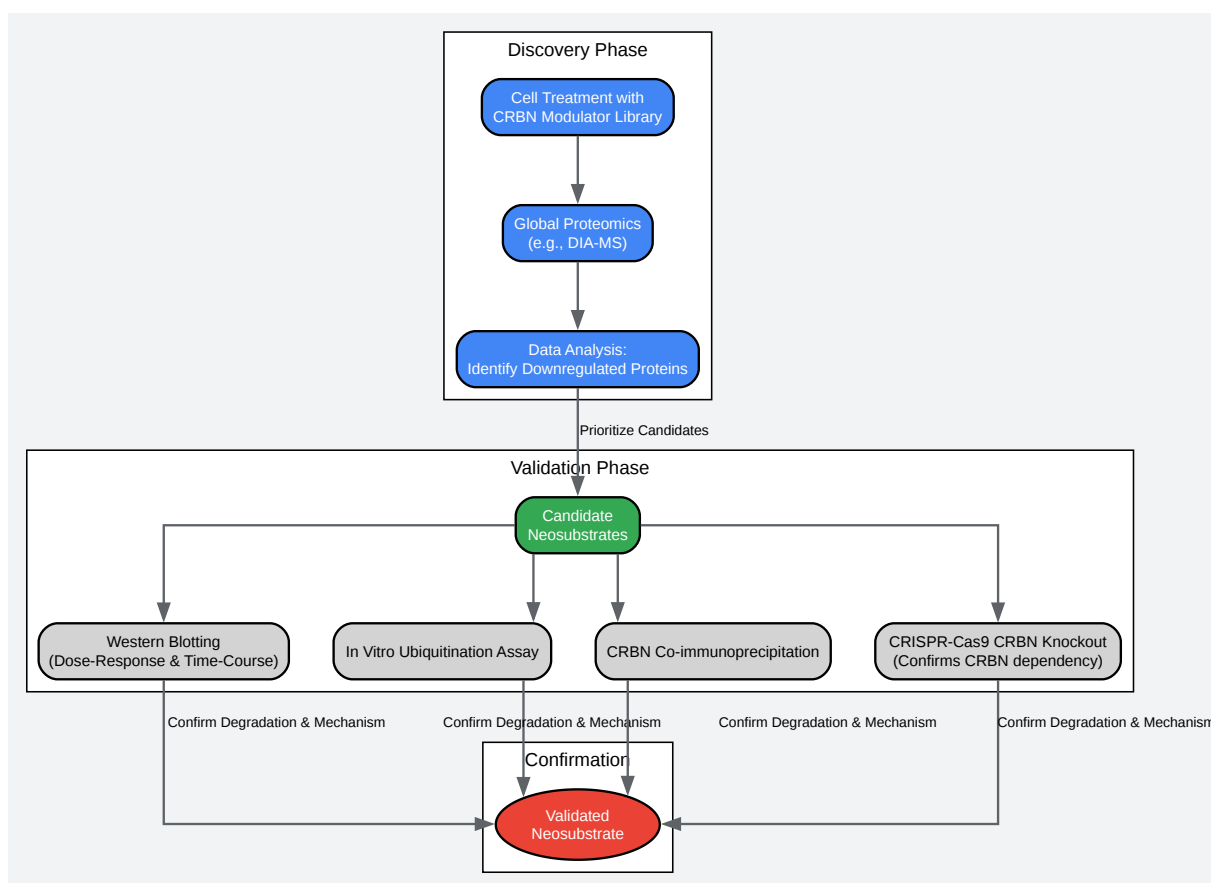 Discovery Phase
Cell Treatment with
CRBN Modulator Library
Global Proteomics
(e.g., DIA-MS)
Data Analysis:
Identify Downregulated Proteins
Prioritize Candidates
Validation Phase
Candidate
Neosubstrates
Western Blotting
(Dose-Response & Time-Course)
In Vitro Ubiquitination Assay
CRBN Co-immunoprecipitation
CRISPR-Cas9 CRBN Knockout
(Confirms CRBN dependency)
Confirm Degradation & Mechanism
Confirm Degradation & Mechanism
Confirm Degradation & Mechanism
Confirm Degradation & Mechanism
Confirmation
Validated
Neosubstrate